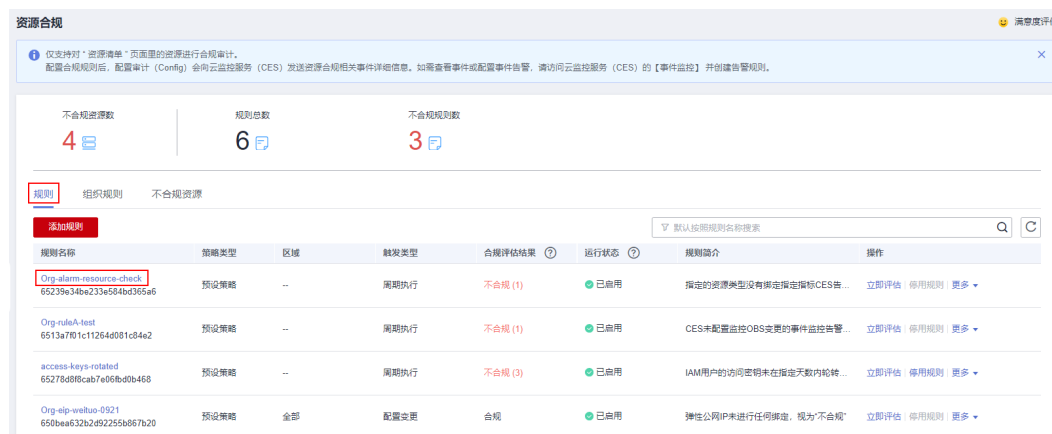 资源合规
满意度评
仅支持对 " 资源清单 " 页面里的资源进行合规审计。
配置合规规则后，配置审计（Config）会向云监控服务（CES）发送资源合规相关事件详细信息。如需查看事件或配置事件告警，请访问云监控服务（CES）的【事件监控】 并创建告警规则。
不合规资源数 规则总数 不合规规则数
4 6 3
规则 组织规则 不合规资源
添加规则 默认按照规则名称搜索
规则名称 策略类型 区域 触发类型 合规评估结果 运行状态 规则简介 操作
Org-alarm-resource-check 预设策略 -- 周期执行 不合规 (1) 已启用 指定的资源类型没有绑定指定指标CES告... 立即评估 停用规则 更多
65239e34be233e584bd365a6
Org-ruleA-test 预设策略 -- 周期执行 不合规 (1) 已启用 CES未配置监控OBS变更的事件监控告警... 立即评估 停用规则 更多
6513a7f01c11264d081c84e2
access-keys-rotated 预设策略 -- 周期执行 不合规 (3) 已启用 IAM用户的访问密钥未在指定天数内轮转... 立即评估 停用规则 更多
65278d8f8cab7e06fbd0b468
Org-eip-weituo-0921 预设策略 全部 配置变更 合规 已启用 弹性公网IP未进行任何绑定，视为"不合规" 立即评估 停用规则 更多
650bea632b2d92255b867b20